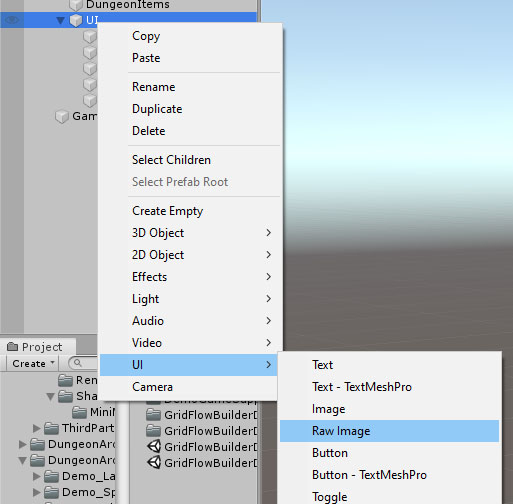 DungeonItems
UI
Copy
Paste
Rename
Duplicate
Delete
Select Children
Select Prefab Root
Create Empty
3D Object
2D Object
Effects
Light
Audio
Video
UI
Camera
Text
Text - TextMeshPro
Image
Raw Image
Button
Button - TextMeshPro
Toggle
Gam
Project
Create
Ren
Sha
MiniM
ThirdPart
DungeonArc
DungeonArc
Demo_La
Demo_Sp
GridFlowBuilderD
GridFlowBuilderD
GridFlowBuilderD
GridFlowBuilderD